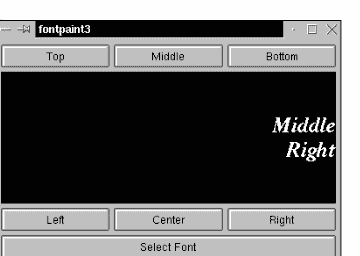 fontpaint3
Top Middle Bottom
Middle
Right
Left Center Right
Select Font